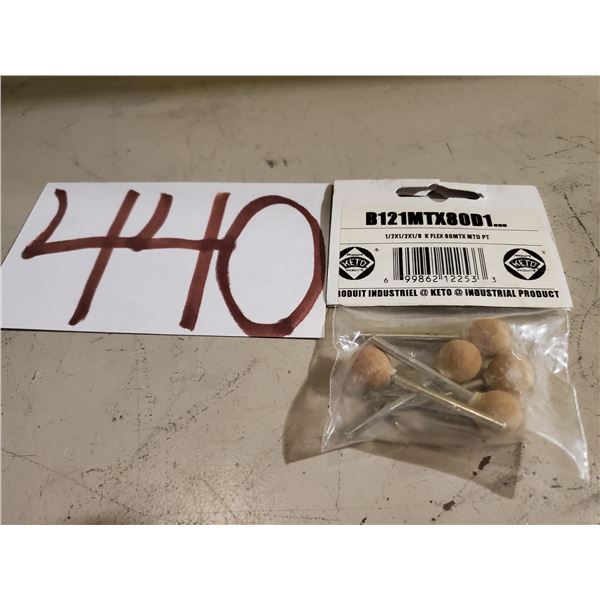 440
B121MTX80D1...
1/2X1/2X1/8 K FLEX 80MTX MTD PT
KETO
KETO
6 99862 12253 3
RODUIT INDUSTRIEL @ KETO @ INDUSTRIAL PRODUCT